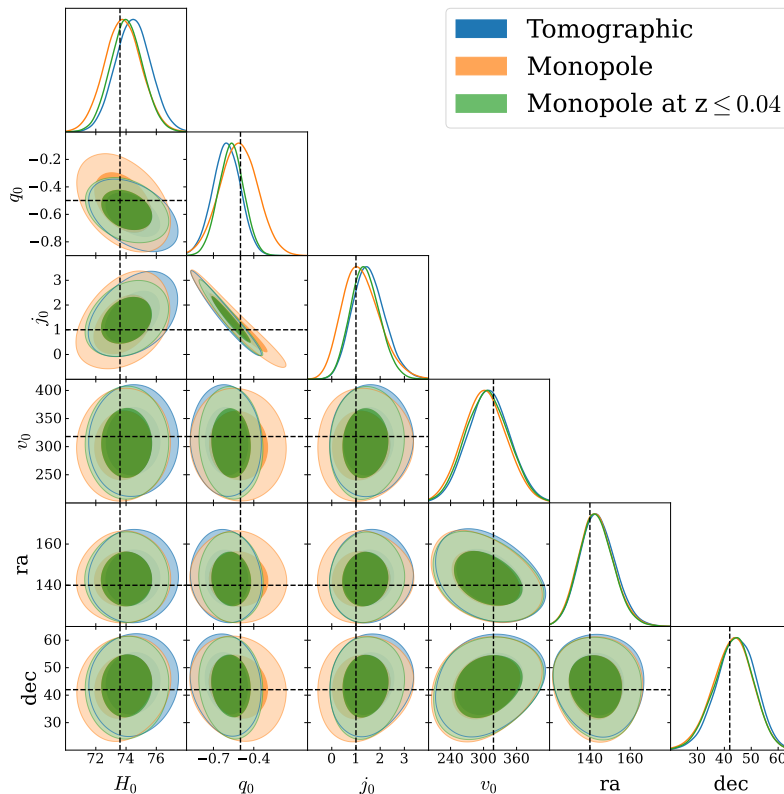 Tomographic
Monopole
Monopole at z ≤ 0.04
−0.2
−0.4
−0.6
−0.8
q₀
3
2
1
0
j₀
400
350
300
250
v₀
160
140
ra
60
50
40
30
dec
72 74 76
−0.7 −0.4
0 1 2 3
240 300 360
140 160
30 40 50 60
H₀ q₀ j₀ v₀ ra dec